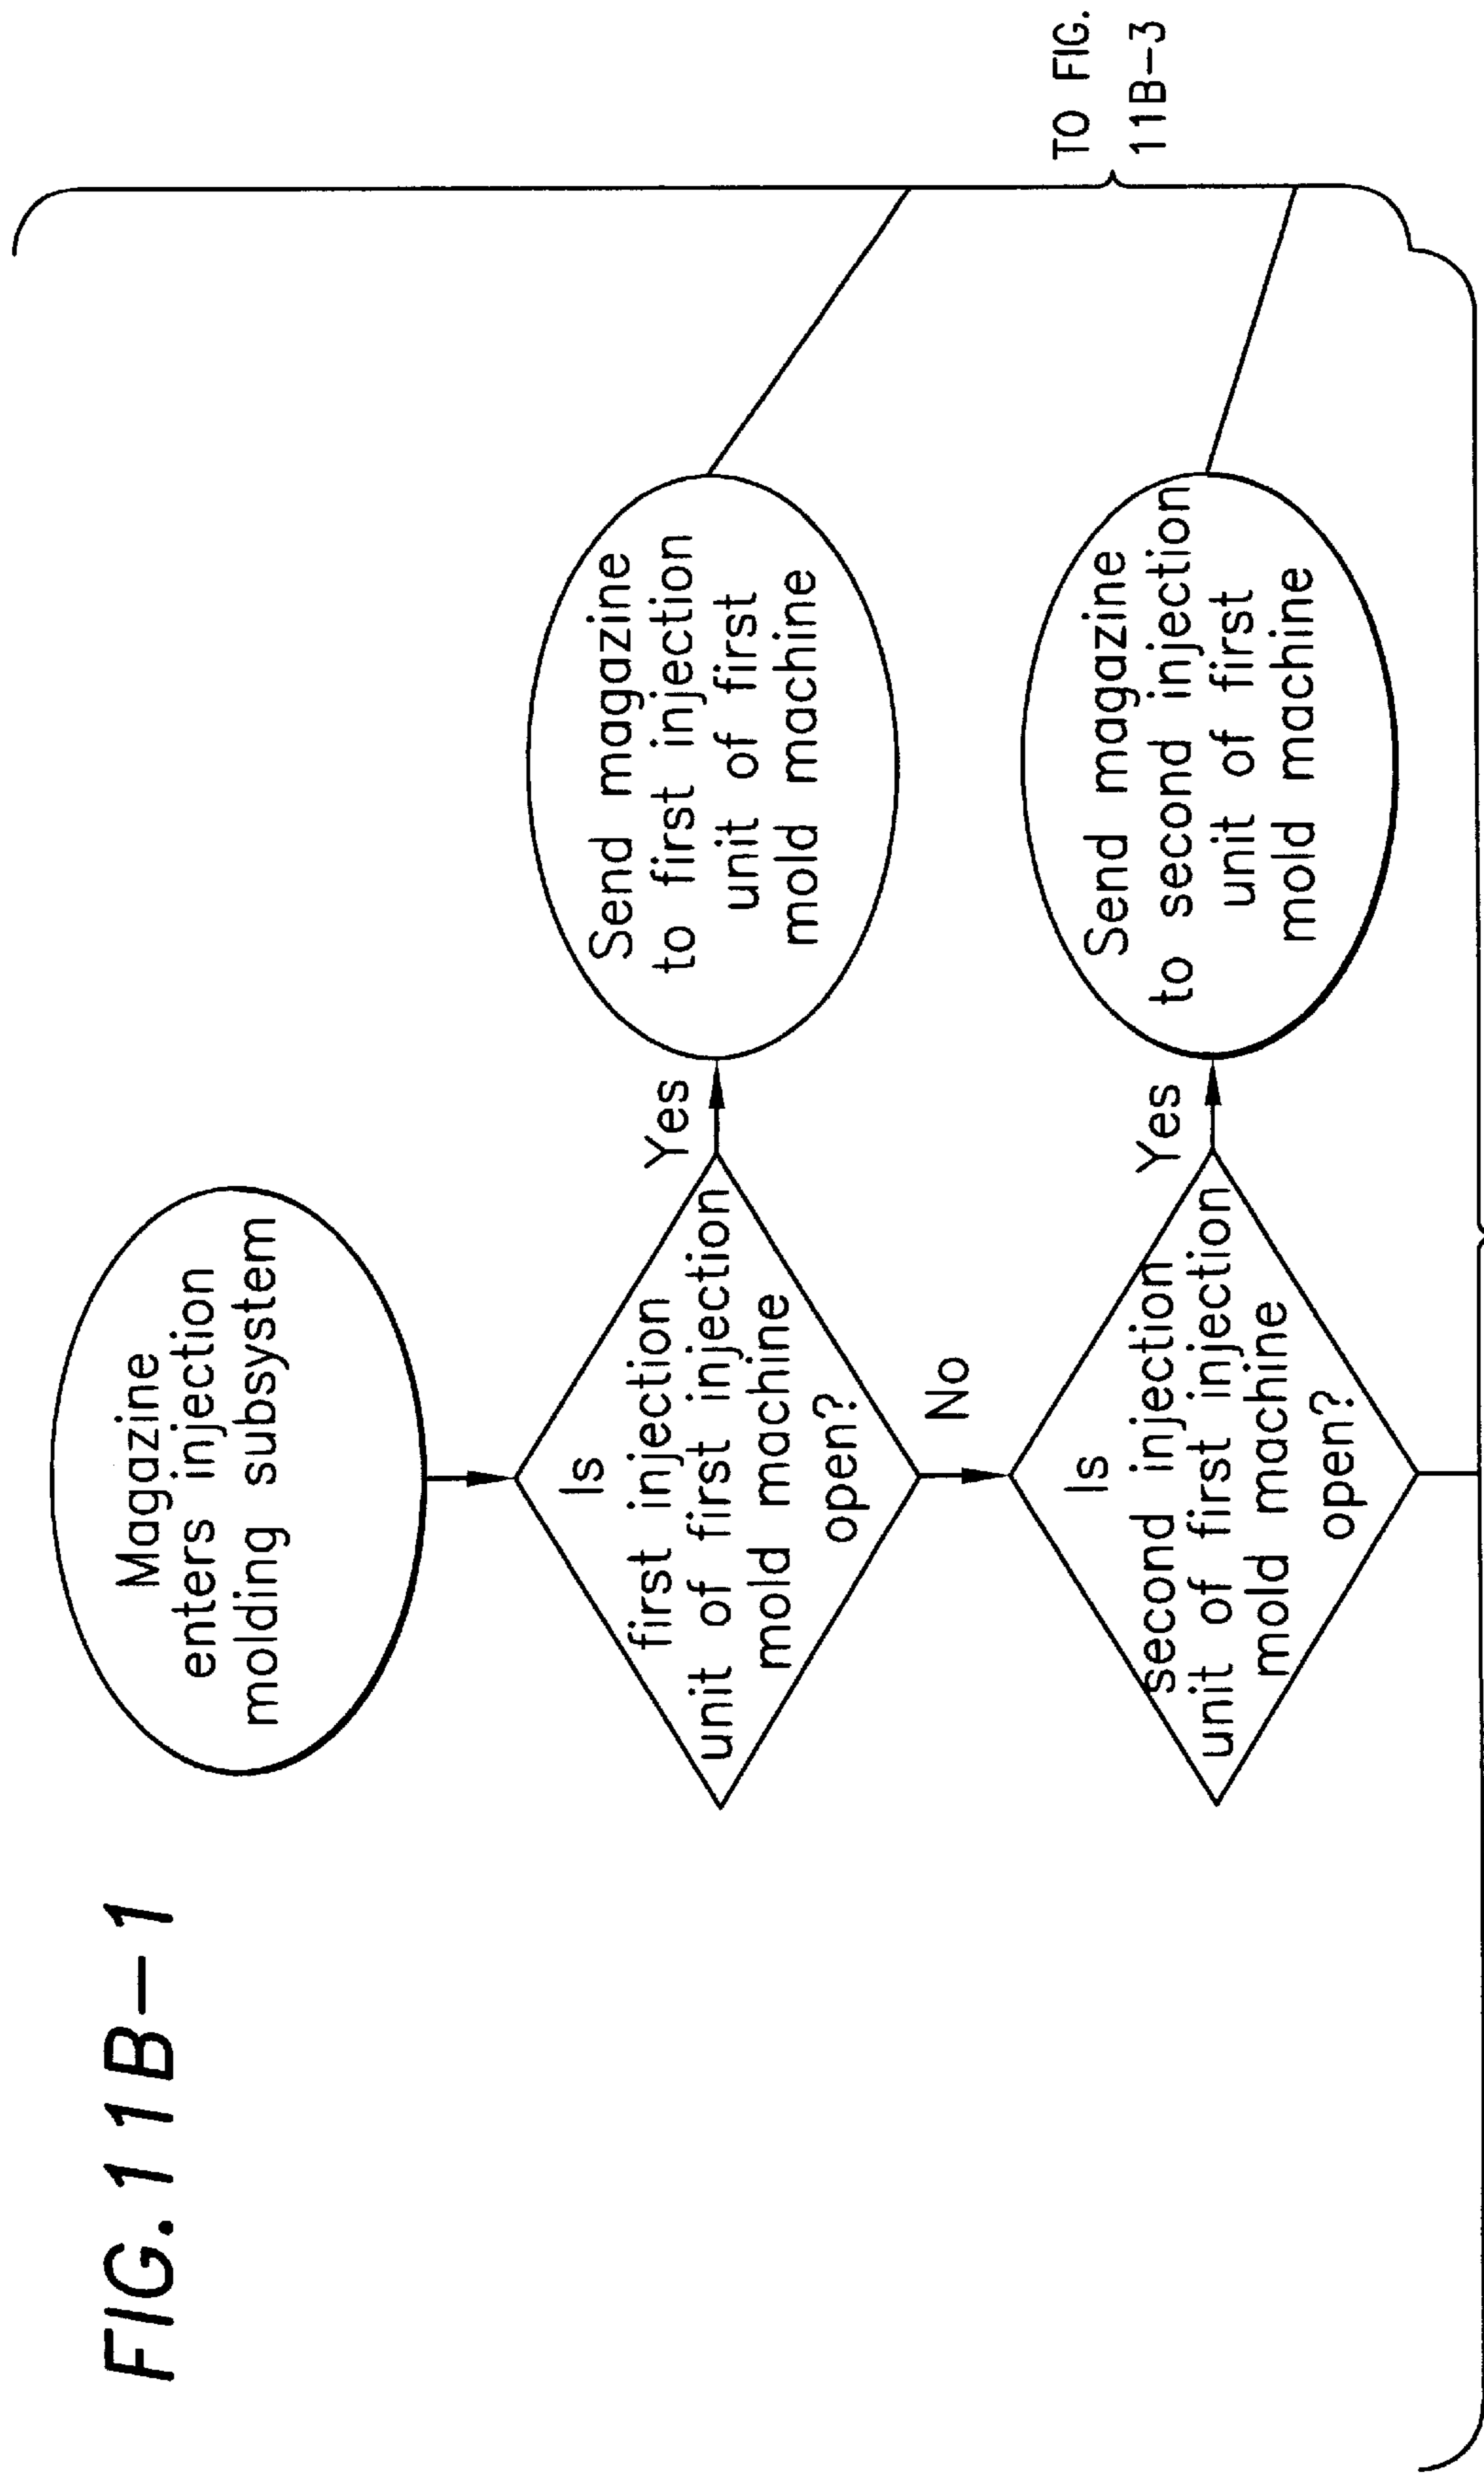 FIG. 11B-1
Magazine
enters injection
molding subsystem
Is
first injection
unit of first injection
mold machine
open?
Yes
Send magazine
to first injection
unit of first
mold machine
No
Is
second injection
unit of first injection
mold machine
open?
Yes
Send magazine
to second injection
unit of first
mold machine
TO FIG.
11B-3